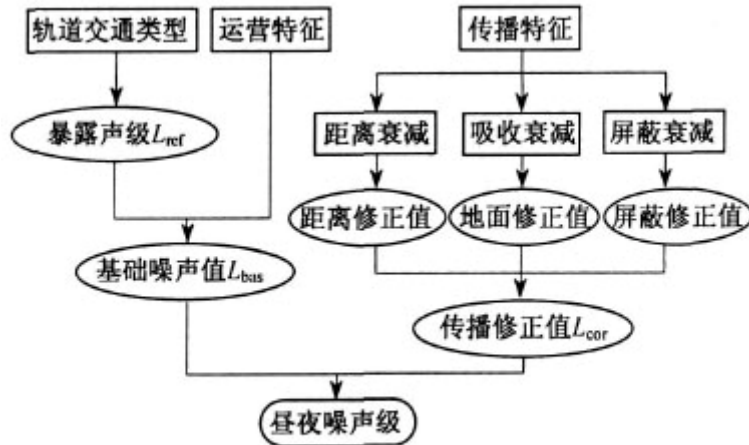 轨道交通类型
运营特征
传播特征
暴露声级Lref
距离衰减
吸收衰减
屏蔽衰减
距离修正值
地面修正值
屏蔽修正值
基础噪声值Lbas
传播修正值Lcor
昼夜噪声级